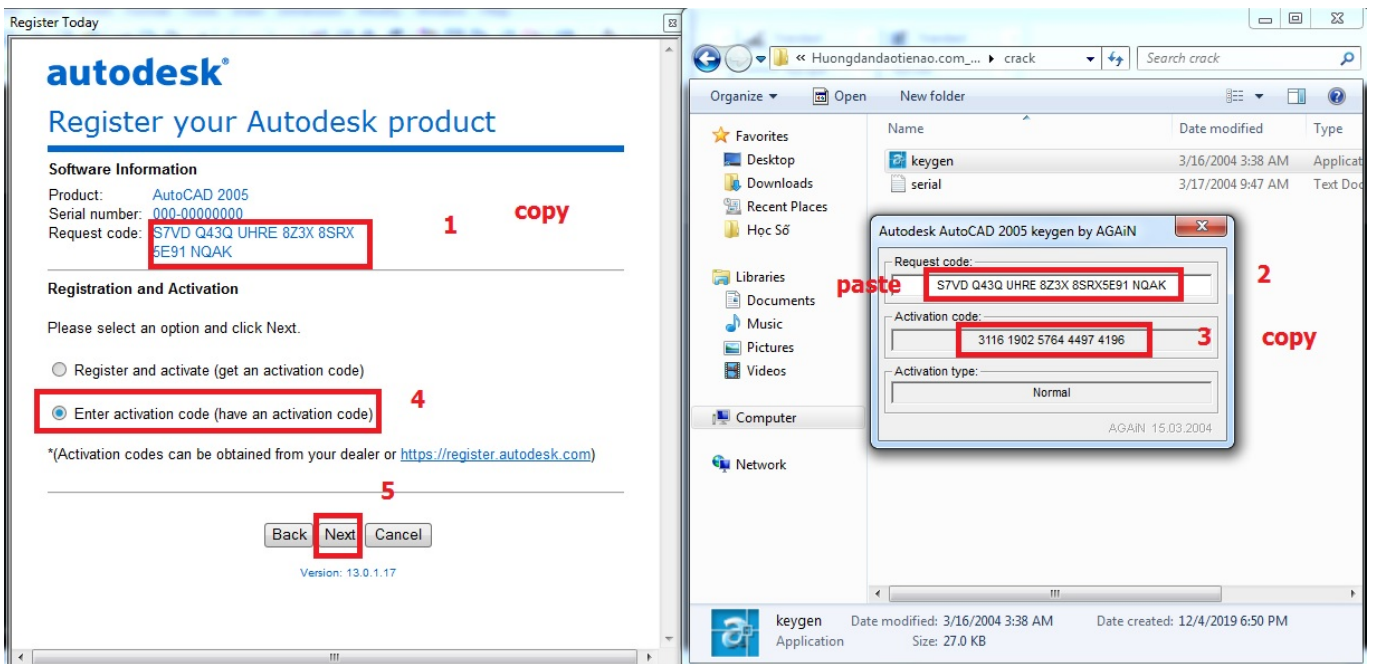 Register Today
autodesk®
Register your Autodesk product
Software Information
Product: AutoCAD 2005
Serial number: 000-00000000
Request code: S7VD Q43Q UHRE 8Z3X 8SRX
5E91 NQAK
1
copy
Registration and Activation
Please select an option and click Next.
Register and activate (get an activation code)
Enter activation code (have an activation code)
4
*(Activation codes can be obtained from your dealer or https://register.autodesk.com)
5
Back Next Cancel
Version: 13.0.1.17
« Huongdandaotienao.com_... crack
Search crack
Organize Open New folder
Name Date modified Type
Favorites
Desktop
Downloads
Recent Places
Học Số
Libraries
Documents
Music
Pictures
Videos
Computer
Network
keygen 3/16/2004 3:38 AM Applicat
serial 3/17/2004 9:47 AM Text Doc
Autodesk AutoCAD 2005 keygen by AGAiN
Request code:
paste
S7VD Q43Q UHRE 8Z3X 8SRX5E91 NQAK
2
Activation code:
3116 1902 5764 4497 4196
3
copy
Activation type:
Normal
AGAiN 15.03.2004
keygen Date modified: 3/16/2004 3:38 AM Date created: 12/4/2019 6:50 PM
Application Size: 27.0 KB